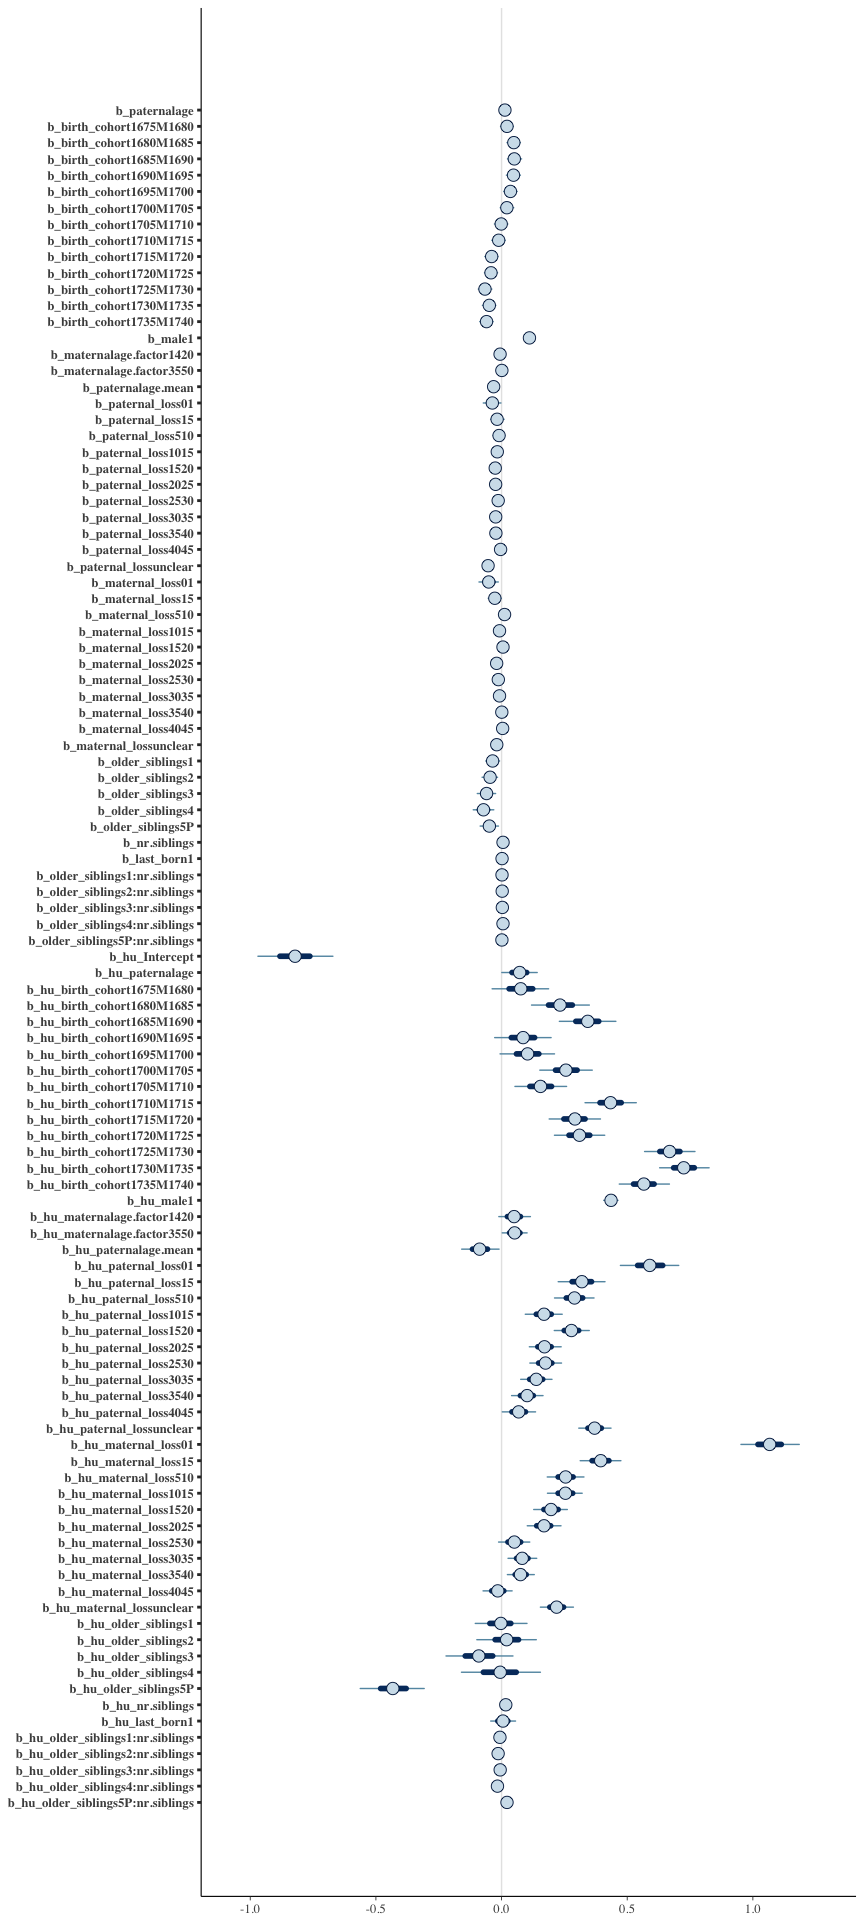 b_paternalage
b_birth_cohort1675M1680
b_birth_cohort1680M1685
b_birth_cohort1685M1690
b_birth_cohort1690M1695
b_birth_cohort1695M1700
b_birth_cohort1700M1705
b_birth_cohort1705M1710
b_birth_cohort1710M1715
b_birth_cohort1715M1720
b_birth_cohort1720M1725
b_birth_cohort1725M1730
b_birth_cohort1730M1735
b_birth_cohort1735M1740
b_male1
b_maternalage.factor1420
b_maternalage.factor3550
b_paternalage.mean
b_paternal_loss01
b_paternal_loss15
b_paternal_loss510
b_paternal_loss1015
b_paternal_loss1520
b_paternal_loss2025
b_paternal_loss2530
b_paternal_loss3035
b_paternal_loss3540
b_paternal_loss4045
b_paternal_lossunclear
b_maternal_loss01
b_maternal_loss15
b_maternal_loss510
b_maternal_loss1015
b_maternal_loss1520
b_maternal_loss2025
b_maternal_loss2530
b_maternal_loss3035
b_maternal_loss3540
b_maternal_loss4045
b_maternal_lossunclear
b_older_siblings1
b_older_siblings2
b_older_siblings3
b_older_siblings4
b_older_siblings5P
b_nr.siblings
b_last_born1
b_older_siblings1:nr.siblings
b_older_siblings2:nr.siblings
b_older_siblings3:nr.siblings
b_older_siblings4:nr.siblings
b_older_siblings5P:nr.siblings
b_hu_Intercept
b_hu_paternalage
b_hu_birth_cohort1675M1680
b_hu_birth_cohort1680M1685
b_hu_birth_cohort1685M1690
b_hu_birth_cohort1690M1695
b_hu_birth_cohort1695M1700
b_hu_birth_cohort1700M1705
b_hu_birth_cohort1705M1710
b_hu_birth_cohort1710M1715
b_hu_birth_cohort1715M1720
b_hu_birth_cohort1720M1725
b_hu_birth_cohort1725M1730
b_hu_birth_cohort1730M1735
b_hu_birth_cohort1735M1740
b_hu_male1
b_hu_maternalage.factor1420
b_hu_maternalage.factor3550
b_hu_paternalage.mean
b_hu_paternal_loss01
b_hu_paternal_loss15
b_hu_paternal_loss510
b_hu_paternal_loss1015
b_hu_paternal_loss1520
b_hu_paternal_loss2025
b_hu_paternal_loss2530
b_hu_paternal_loss3035
b_hu_paternal_loss3540
b_hu_paternal_loss4045
b_hu_paternal_lossunclear
b_hu_maternal_loss01
b_hu_maternal_loss15
b_hu_maternal_loss510
b_hu_maternal_loss1015
b_hu_maternal_loss1520
b_hu_maternal_loss2025
b_hu_maternal_loss2530
b_hu_maternal_loss3035
b_hu_maternal_loss3540
b_hu_maternal_loss4045
b_hu_maternal_lossunclear
b_hu_older_siblings1
b_hu_older_siblings2
b_hu_older_siblings3
b_hu_older_siblings4
b_hu_older_siblings5P
b_hu_nr.siblings
b_hu_last_born1
b_hu_older_siblings1:nr.siblings
b_hu_older_siblings2:nr.siblings
b_hu_older_siblings3:nr.siblings
b_hu_older_siblings4:nr.siblings
b_hu_older_siblings5P:nr.siblings
-1.0 -0.5 0.0 0.5 1.0